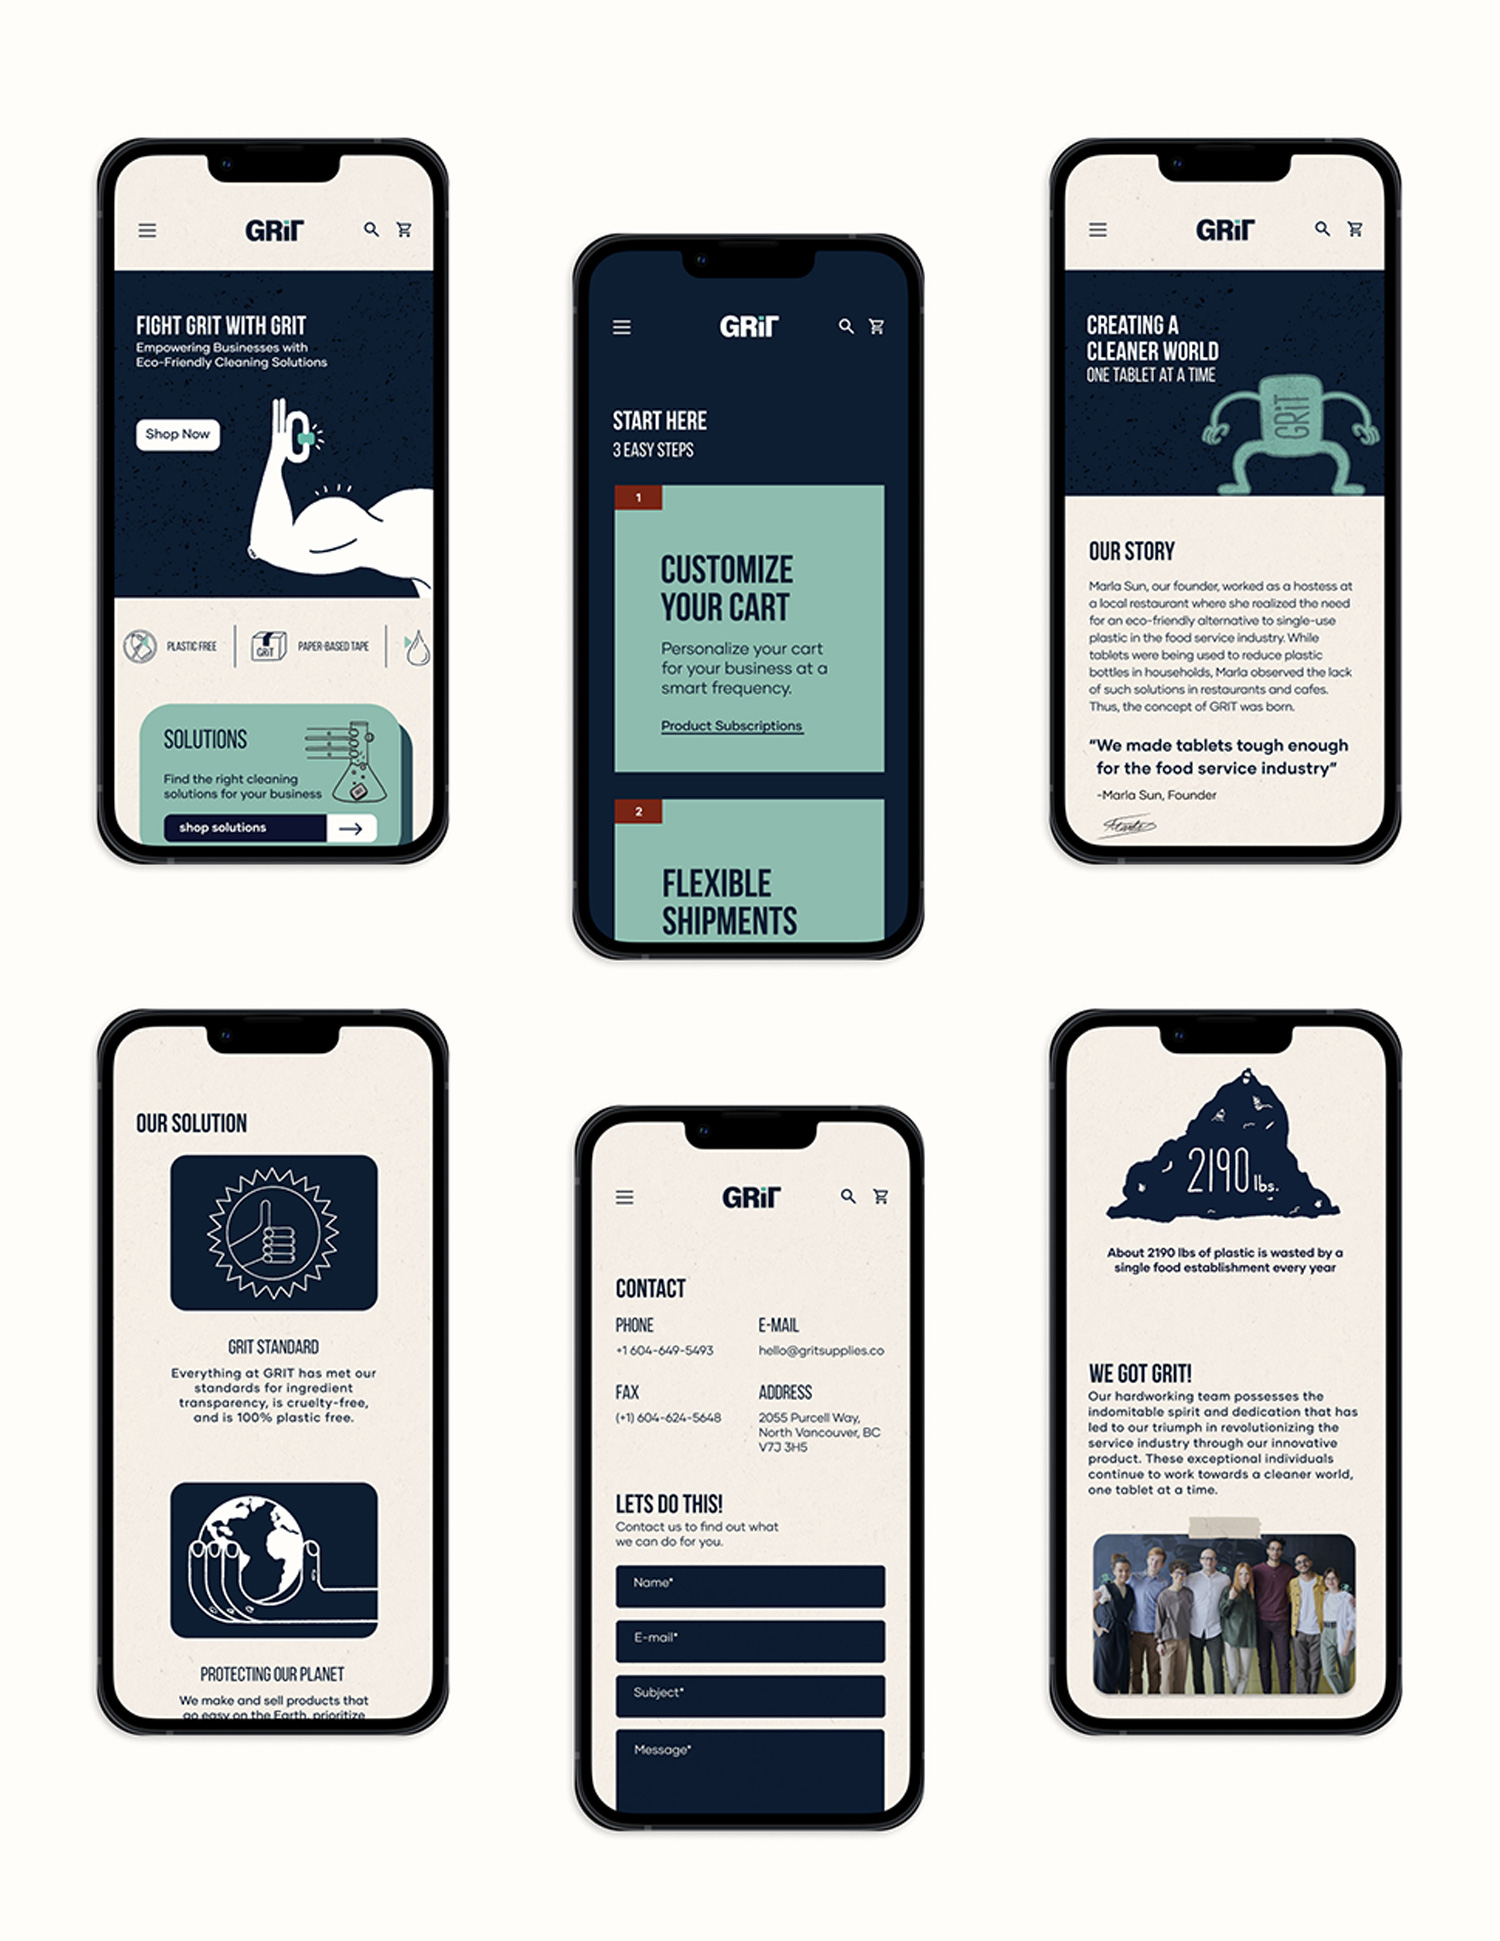 GRiT
FIGHT GRIT WITH GRIT
Empowering Businesses with
Eco-Friendly Cleaning Solutions
Shop Now
PLASTIC FREE
GRiT
PAPER-BASED TAPE
SOLUTIONS
Find the right cleaning
solutions for your business
shop solutions
GRiT
START HERE
3 EASY STEPS
1
CUSTOMIZE
YOUR CART
Personalize your cart
for your business at a
smart frequency.
Product Subscriptions
2
FLEXIBLE
SHIPMENTS
GRiT
CREATING A
CLEANER WORLD
ONE TABLET AT A TIME
GRiT
OUR STORY
Marla Sun, our founder, worked as a hostess at
a local restaurant where she realized the need
for an eco-friendly alternative to single-use
plastic in the food service industry. While
tablets were being used to reduce plastic
bottles in households, Marla observed the lack
of such solutions in restaurants and cafes.
Thus, the concept of GRIT was born.
“We made tablets tough enough
for the food service industry”
-Marla Sun, Founder
OUR SOLUTION
GRIT STANDARD
Everything at GRIT has met our
standards for ingredient
transparency, is cruelty-free,
and is 100% plastic free.
PROTECTING OUR PLANET
We make and sell products that
go easy on the Earth, prioritize
GRiT
CONTACT
PHONE
+1 604-649-5493
E-MAIL
hello@gritsupplies.co
FAX
(+1) 604-624-5648
ADDRESS
2055 Purcell Way,
North Vancouver, BC
V7J 3H5
LETS DO THIS!
Contact us to find out what
we can do for you.
Name*
E-mail*
Subject*
Message*
2190 lbs.
About 2190 lbs of plastic is wasted by a
single food establishment every year
WE GOT GRIT!
Our hardworking team possesses the
indomitable spirit and dedication that has
led to our triumph in revolutionizing the
service industry through our innovative
product. These exceptional individuals
continue to work towards a cleaner world,
one tablet at a time.